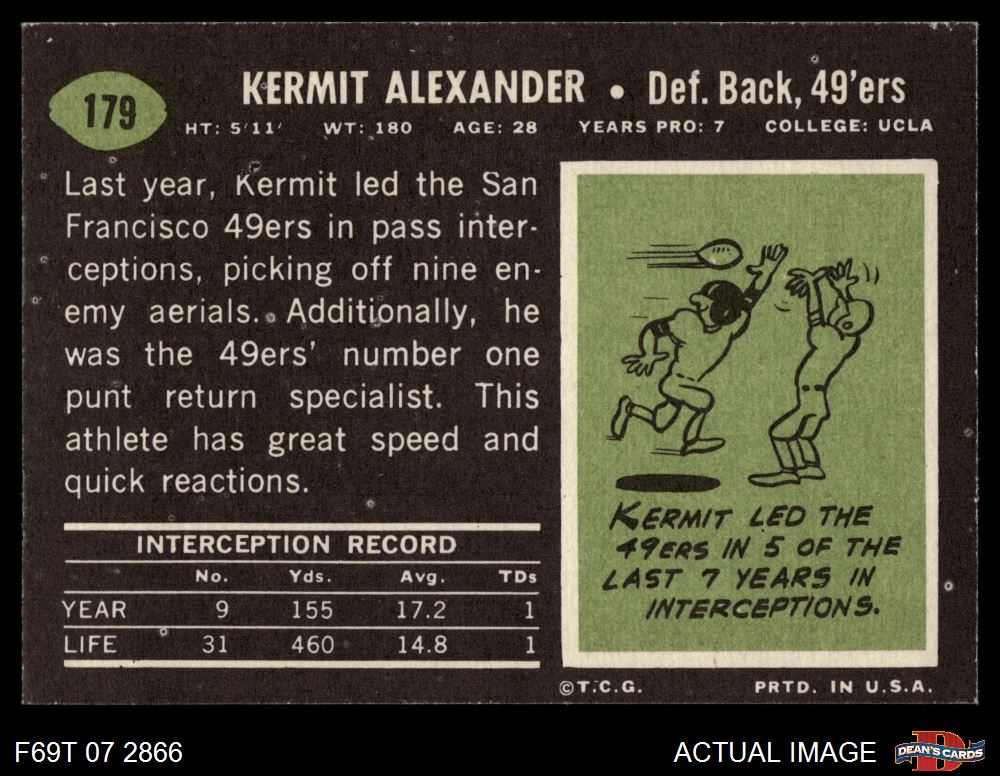 179
KERMIT ALEXANDER • Def. Back, 49'ers
HT: 5'11' WT: 180 AGE: 28 YEARS PRO: 7 COLLEGE: UCLA
Last year, Kermit led the San
Francisco 49ers in pass inter-
ceptions, picking off nine en-
emy aerials. Additionally, he
was the 49ers' number one
punt return specialist. This
athlete has great speed and
quick reactions.
INTERCEPTION RECORD
No. Yds. Avg. TDs
YEAR 9 155 17.2 1
LIFE 31 460 14.8 1
KERMIT LED THE
49ERS IN 5 OF THE
LAST 7 YEARS IN
INTERCEPTIONS.
©T.C.G. PRTD. IN U.S.A.
F69T 07 2866
ACTUAL IMAGE
DEAN'S CARDS